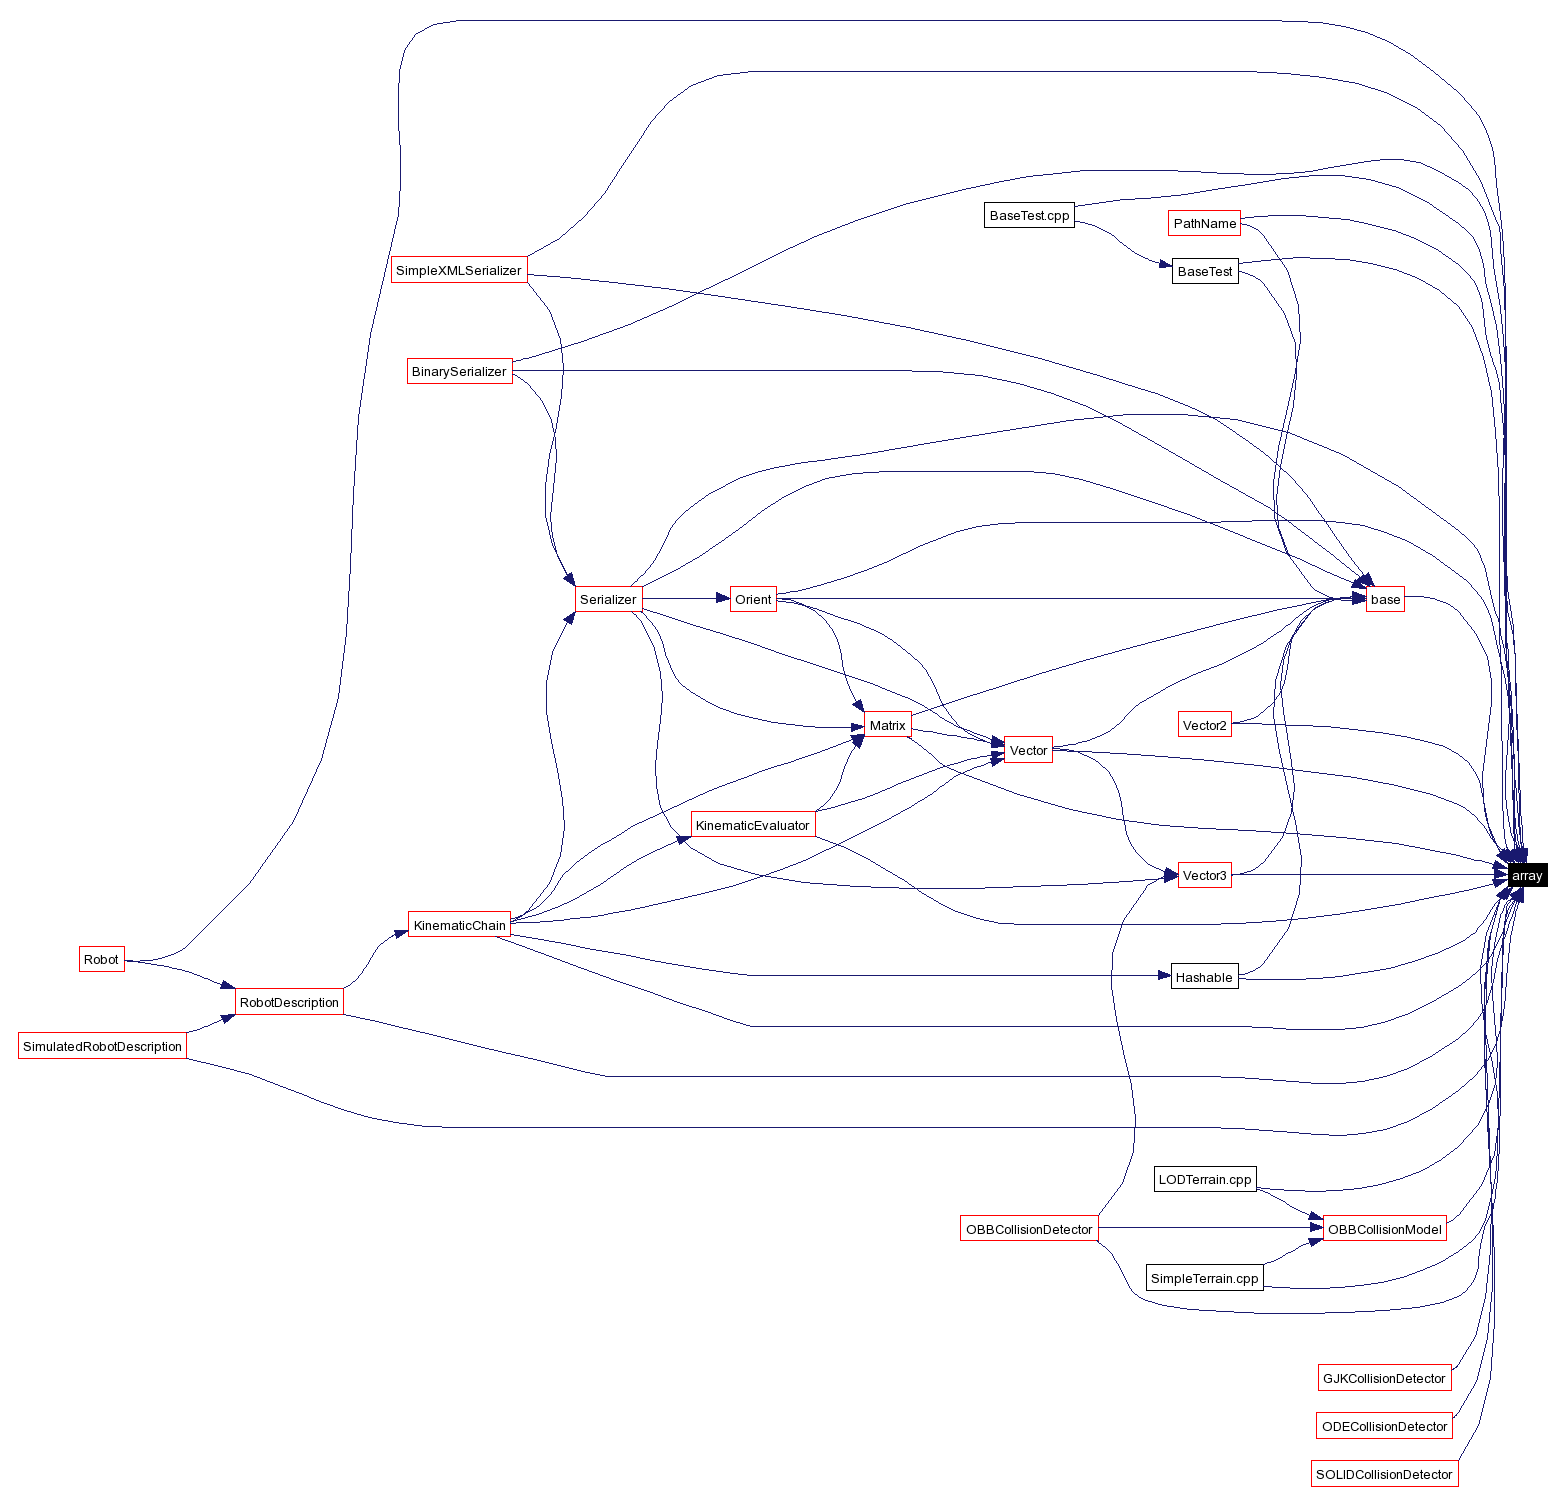 BaseTest.cpp
PathName
SimpleXMLSerializer
BaseTest
BinarySerializer
Serializer
Orient
base
Matrix
Vector2
Vector
KinematicEvaluator
Vector3
array
KinematicChain
Robot
Hashable
RobotDescription
SimulatedRobotDescription
LODTerrain.cpp
OBBCollisionDetector
OBBCollisionModel
SimpleTerrain.cpp
GJKCollisionDetector
ODECollisionDetector
SOLIDCollisionDetector